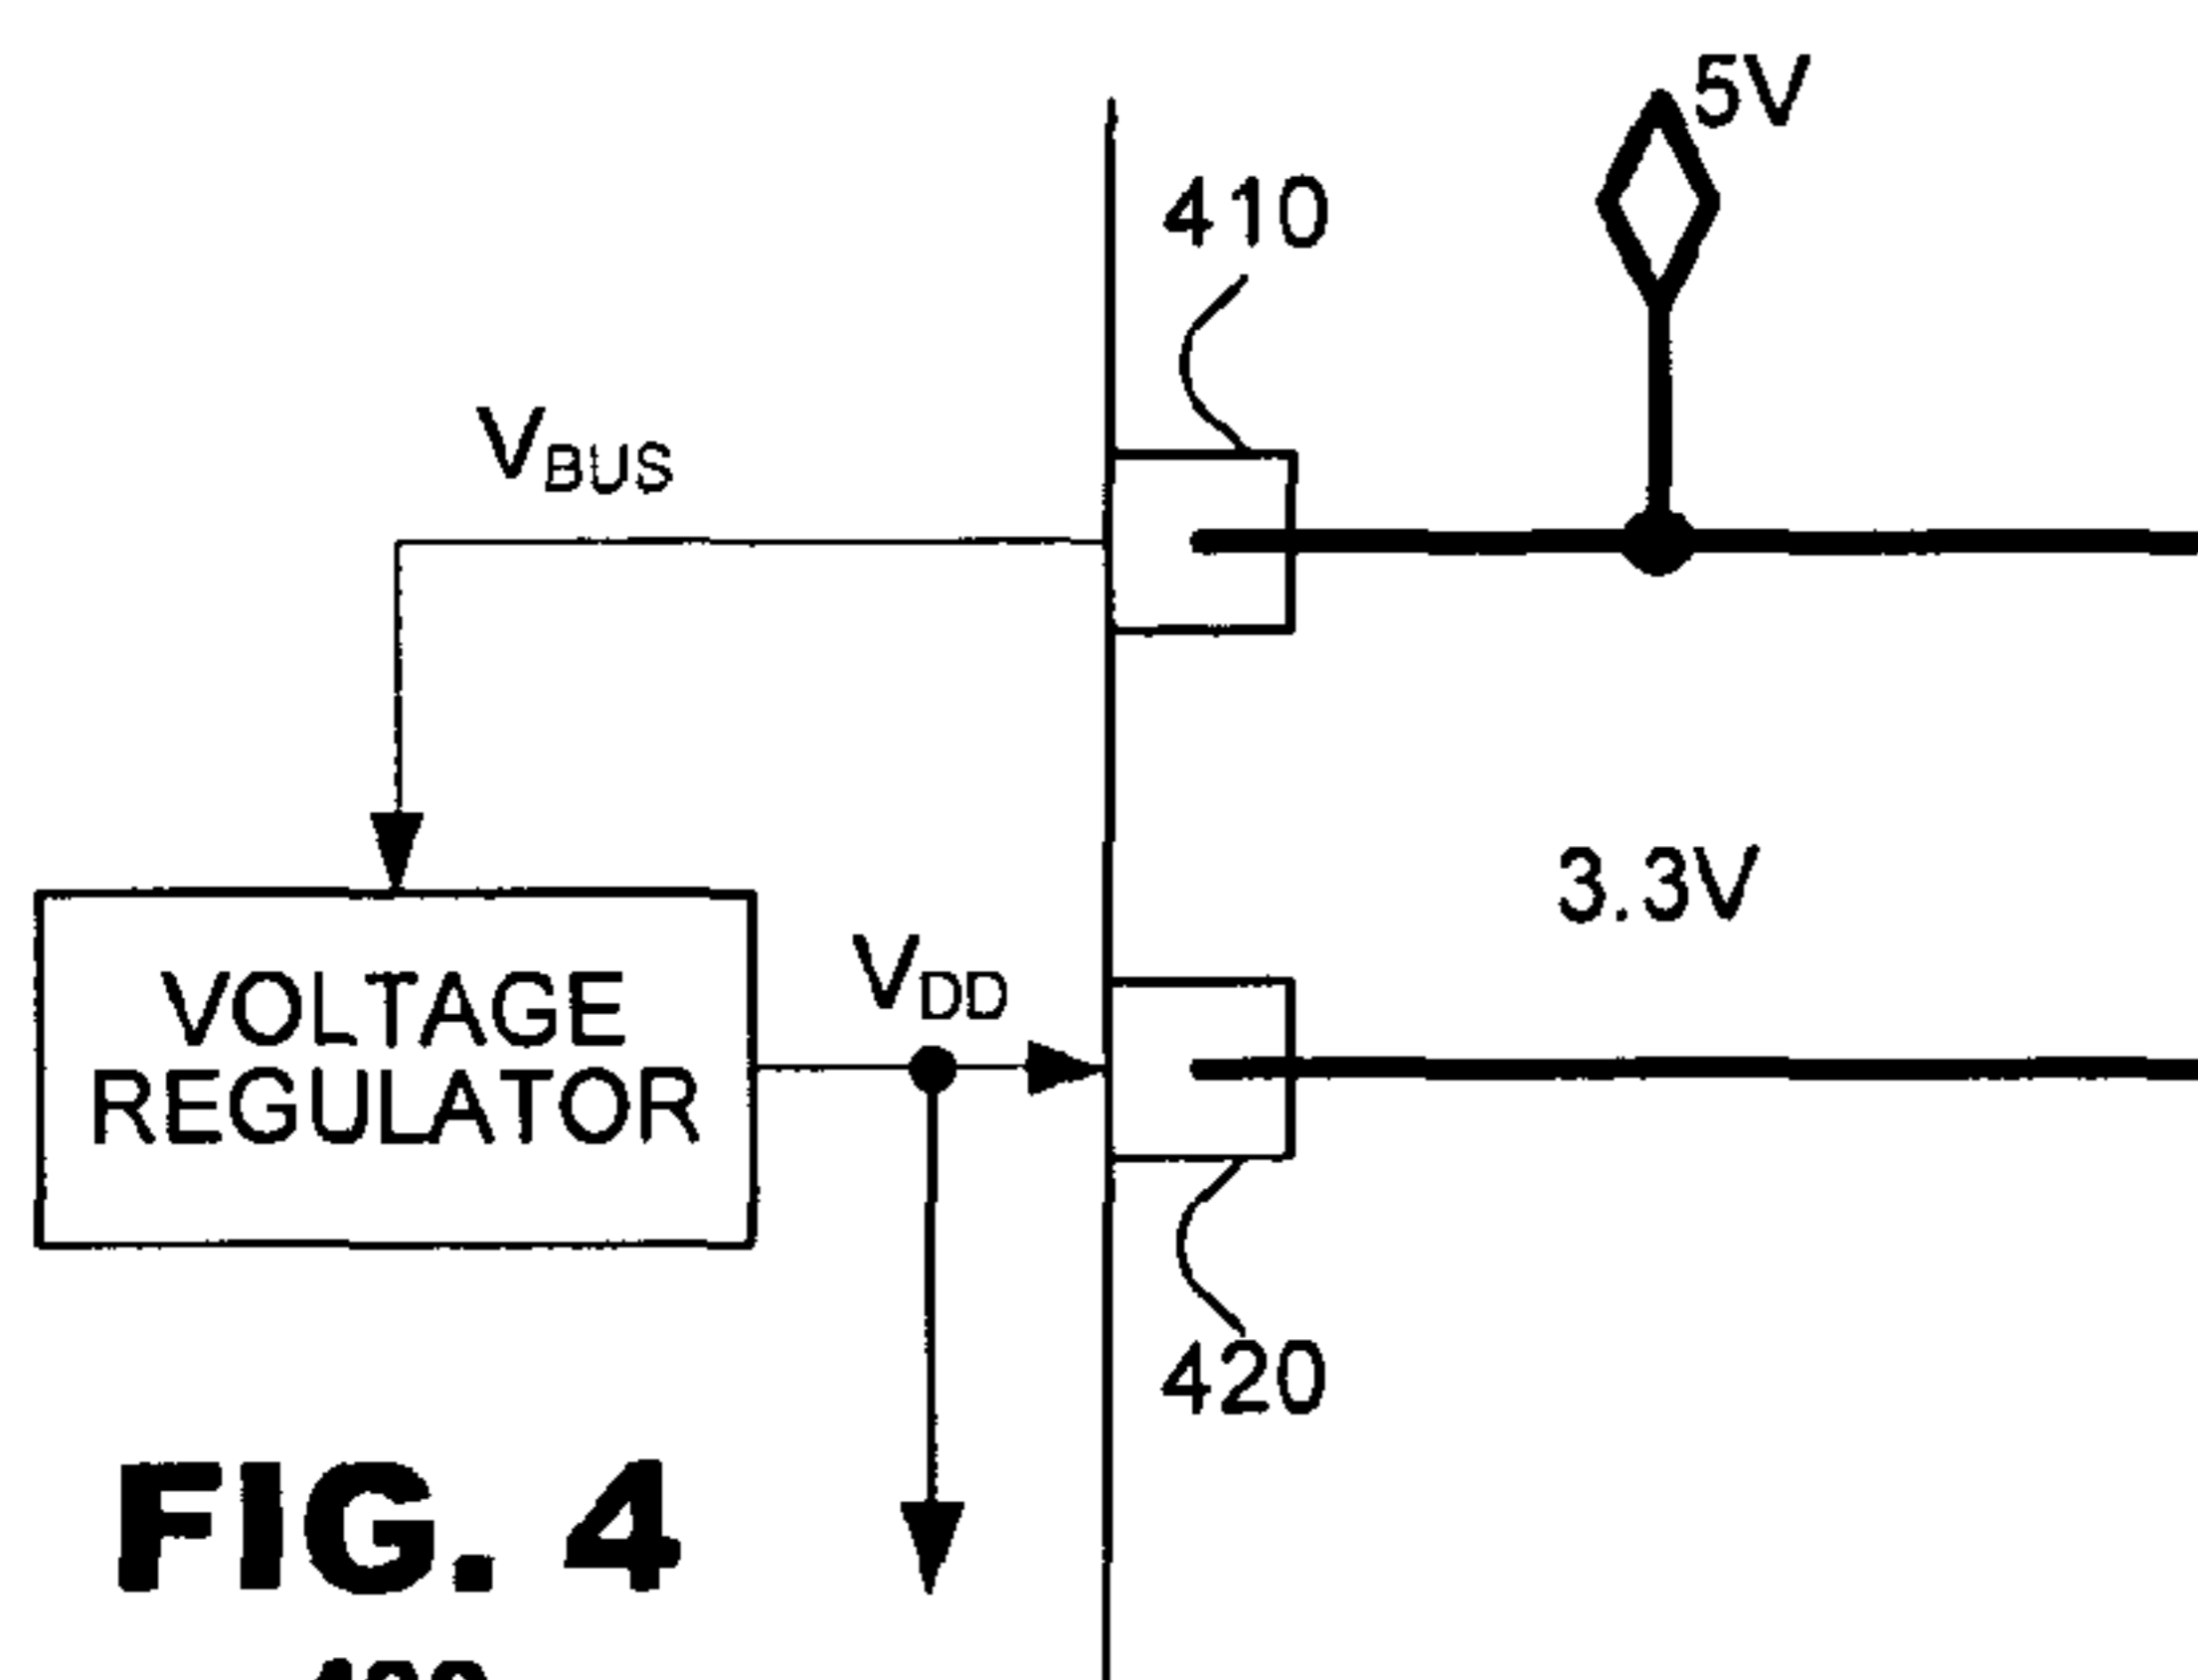 5V
410
VBUS
3.3V
VDD
VOLTAGE
REGULATOR
420
FIG. 4